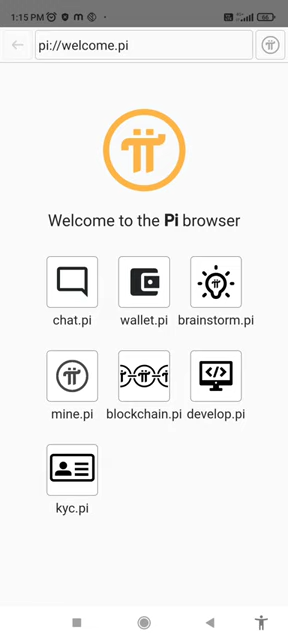 1:15 PM
66
pi://welcome.pi
Welcome to the Pi browser
chat.pi
wallet.pi
brainstorm.pi
mine.pi
blockchain.pi
develop.pi
kyc.pi